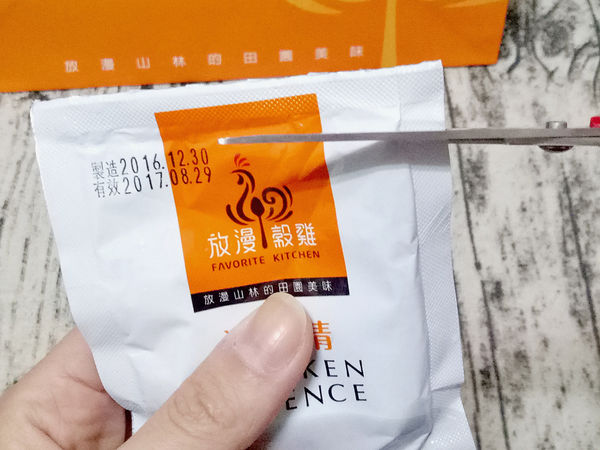 放漫山林的田園美味
製造2016.12.30
有效2017.08.29
放漫 穀雞
FAVORITE KITCHEN
放漫山林的田園美味
精
KEN
ENCE